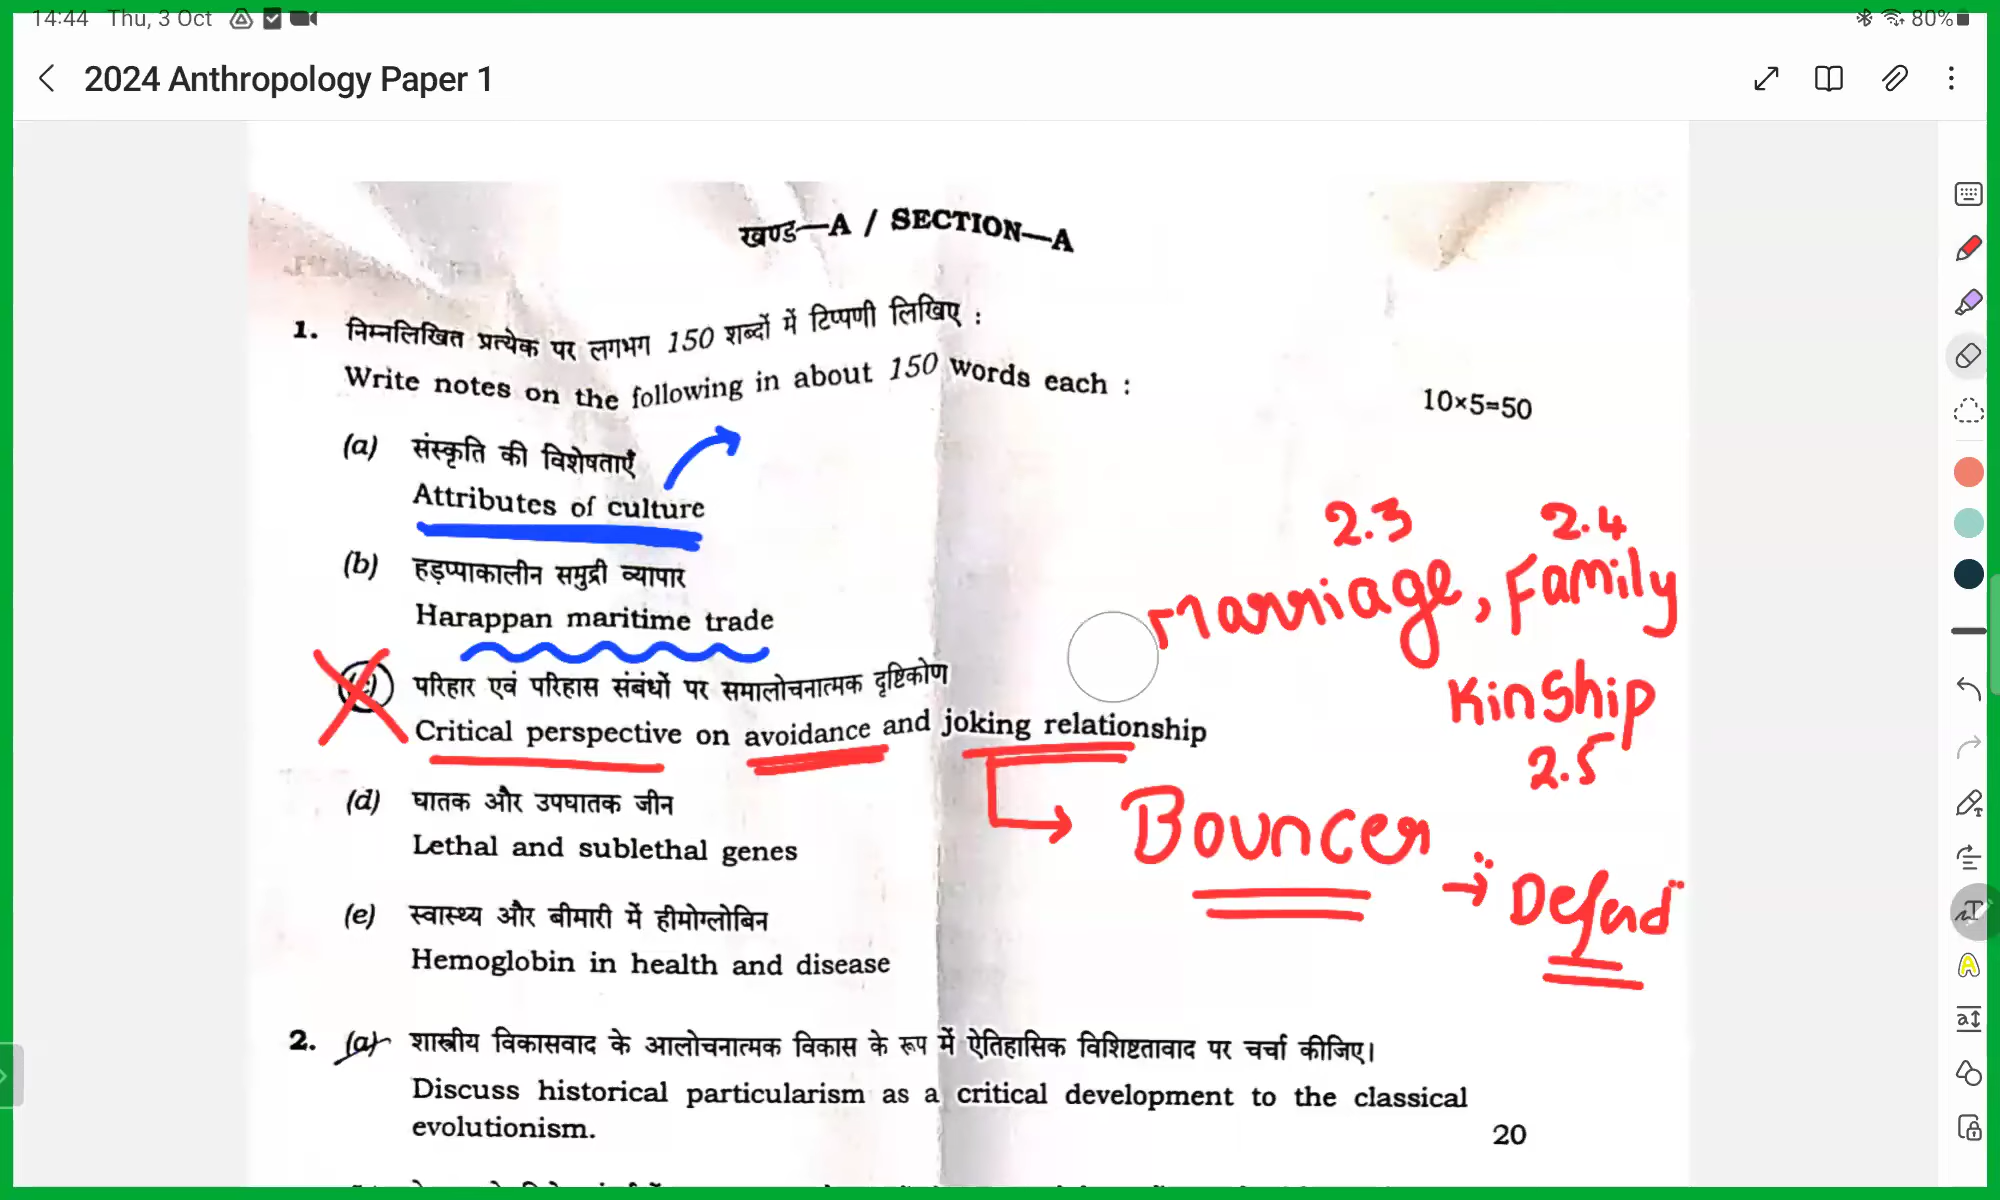 14:44 Thu, 3 Oct
80%
2024 Anthropology Paper 1
खण्ड—A / SECTION—A
1. निम्नलिखित प्रत्येक पर लगभग 150 शब्दों में टिप्पणी लिखिए :
Write notes on the following in about 150 words each :
10×5=50
(a) संस्कृति की विशेषताएँ
Attributes of culture
(b) हड़प्पाकालीन समुद्री व्यापार
Harappan maritime trade
2.3 2.4
Marriage, Family
Kinship
2.5
परिहार एवं परिहास संबंधों पर समालोचनात्मक दृष्टिकोण
Critical perspective on avoidance and joking relationship
Bouncer
→ Defend
(d) घातक और उपघातक जीन
Lethal and sublethal genes
(e) स्वास्थ्य और बीमारी में हीमोग्लोबिन
Hemoglobin in health and disease
2. (a) शास्त्रीय विकासवाद के आलोचनात्मक विकास के रूप में ऐतिहासिक विशिष्टतावाद पर चर्चा कीजिए।
Discuss historical particularism as a critical development to the classical
evolutionism.
20